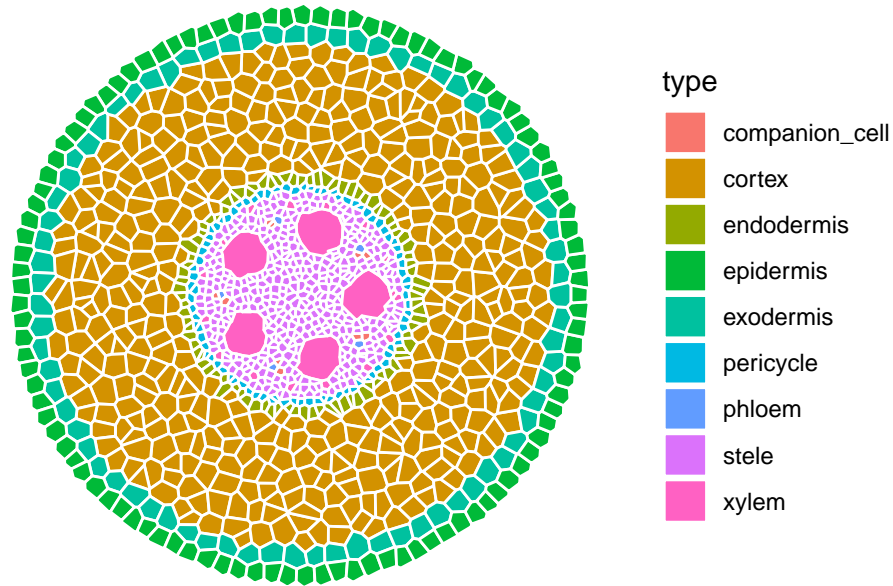 type
companion_cell
cortex
endodermis
epidermis
exodermis
pericycle
phloem
stele
xylem